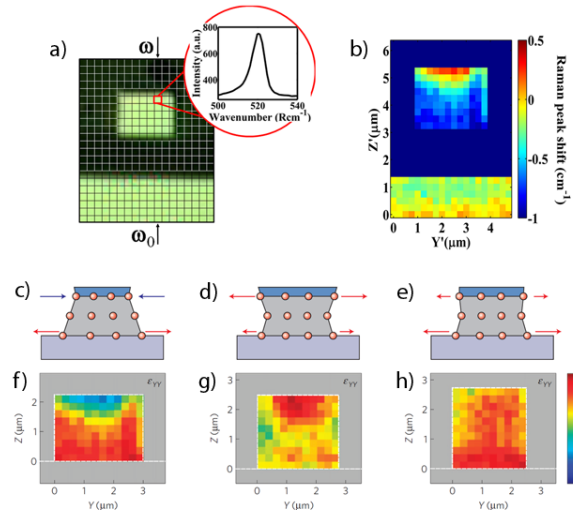 a)
ω
ω₀
Intensity (a.u.)
800
600
400
500 520 540
Wavenumber (Rcm⁻¹)
b)
Z'(μm)
6
5
4
3
2
1
0
0 1 2 3 4
Y'(μm)
0.5
0
-0.5
-1
Raman peak shift (cm⁻¹)
c)
d)
e)
f)
εYY
Z (μm)
2
1
0
0 1 2 3
Y (μm)
g)
εYY
Z (μm)
3
2
1
0
0 1 2 3
Y (μm)
h)
εYY
Z (μm)
3
2
1
0
0 1 2 3
Y (μm)